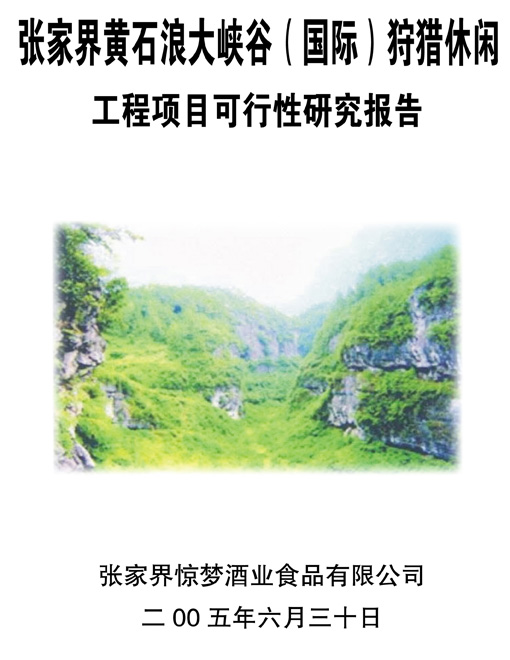 张家界黄石浪大峡谷（国际）狩猎休闲
工程项目可行性研究报告
张家界惊梦酒业食品有限公司
二00五年六月三十日